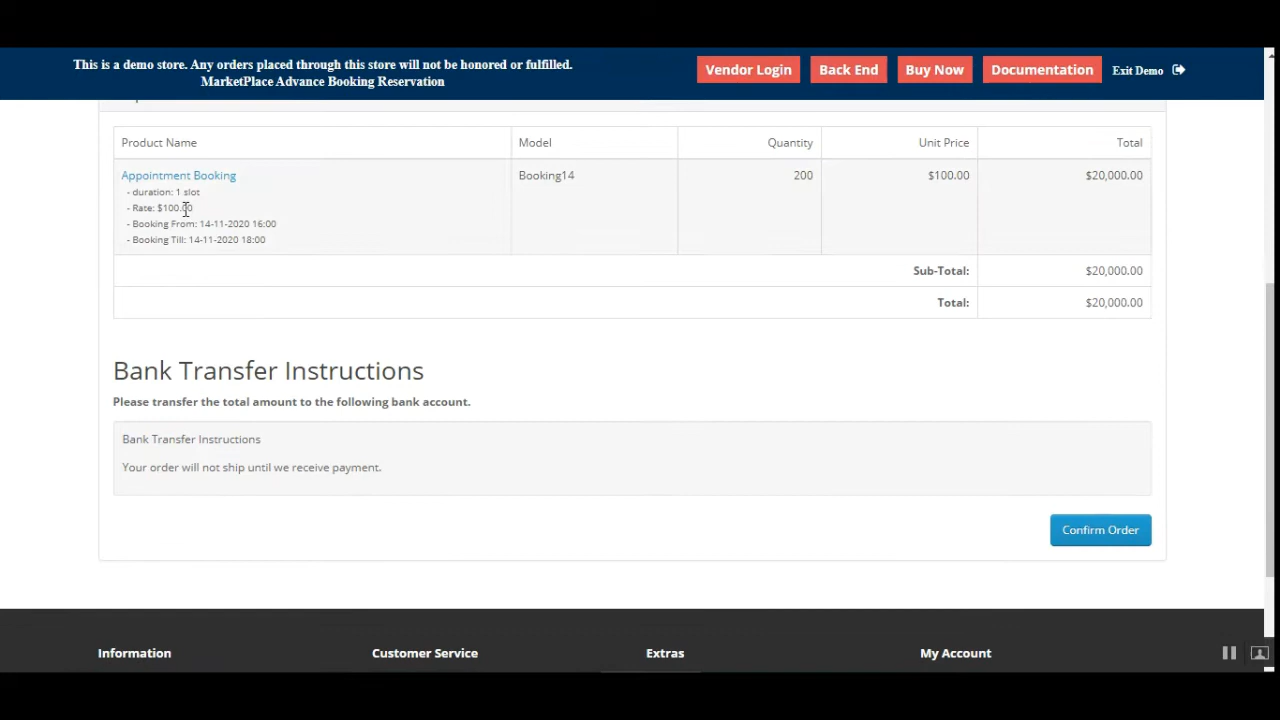 This is a demo store. Any orders placed through this store will not be honored or fulfilled.
MarketPlace Advance Booking Reservation
Vendor Login
Back End
Buy Now
Documentation
Exit Demo
Product Name Model Quantity Unit Price Total
Appointment Booking Booking14 200 $100.00 $20,000.00
- duration: 1 slot
- Rate: $100.00
- Booking From: 14-11-2020 16:00
- Booking Till: 14-11-2020 18:00
Sub-Total: $20,000.00
Total: $20,000.00
Bank Transfer Instructions
Please transfer the total amount to the following bank account.
Bank Transfer Instructions
Your order will not ship until we receive payment.
Confirm Order
Information Customer Service Extras My Account